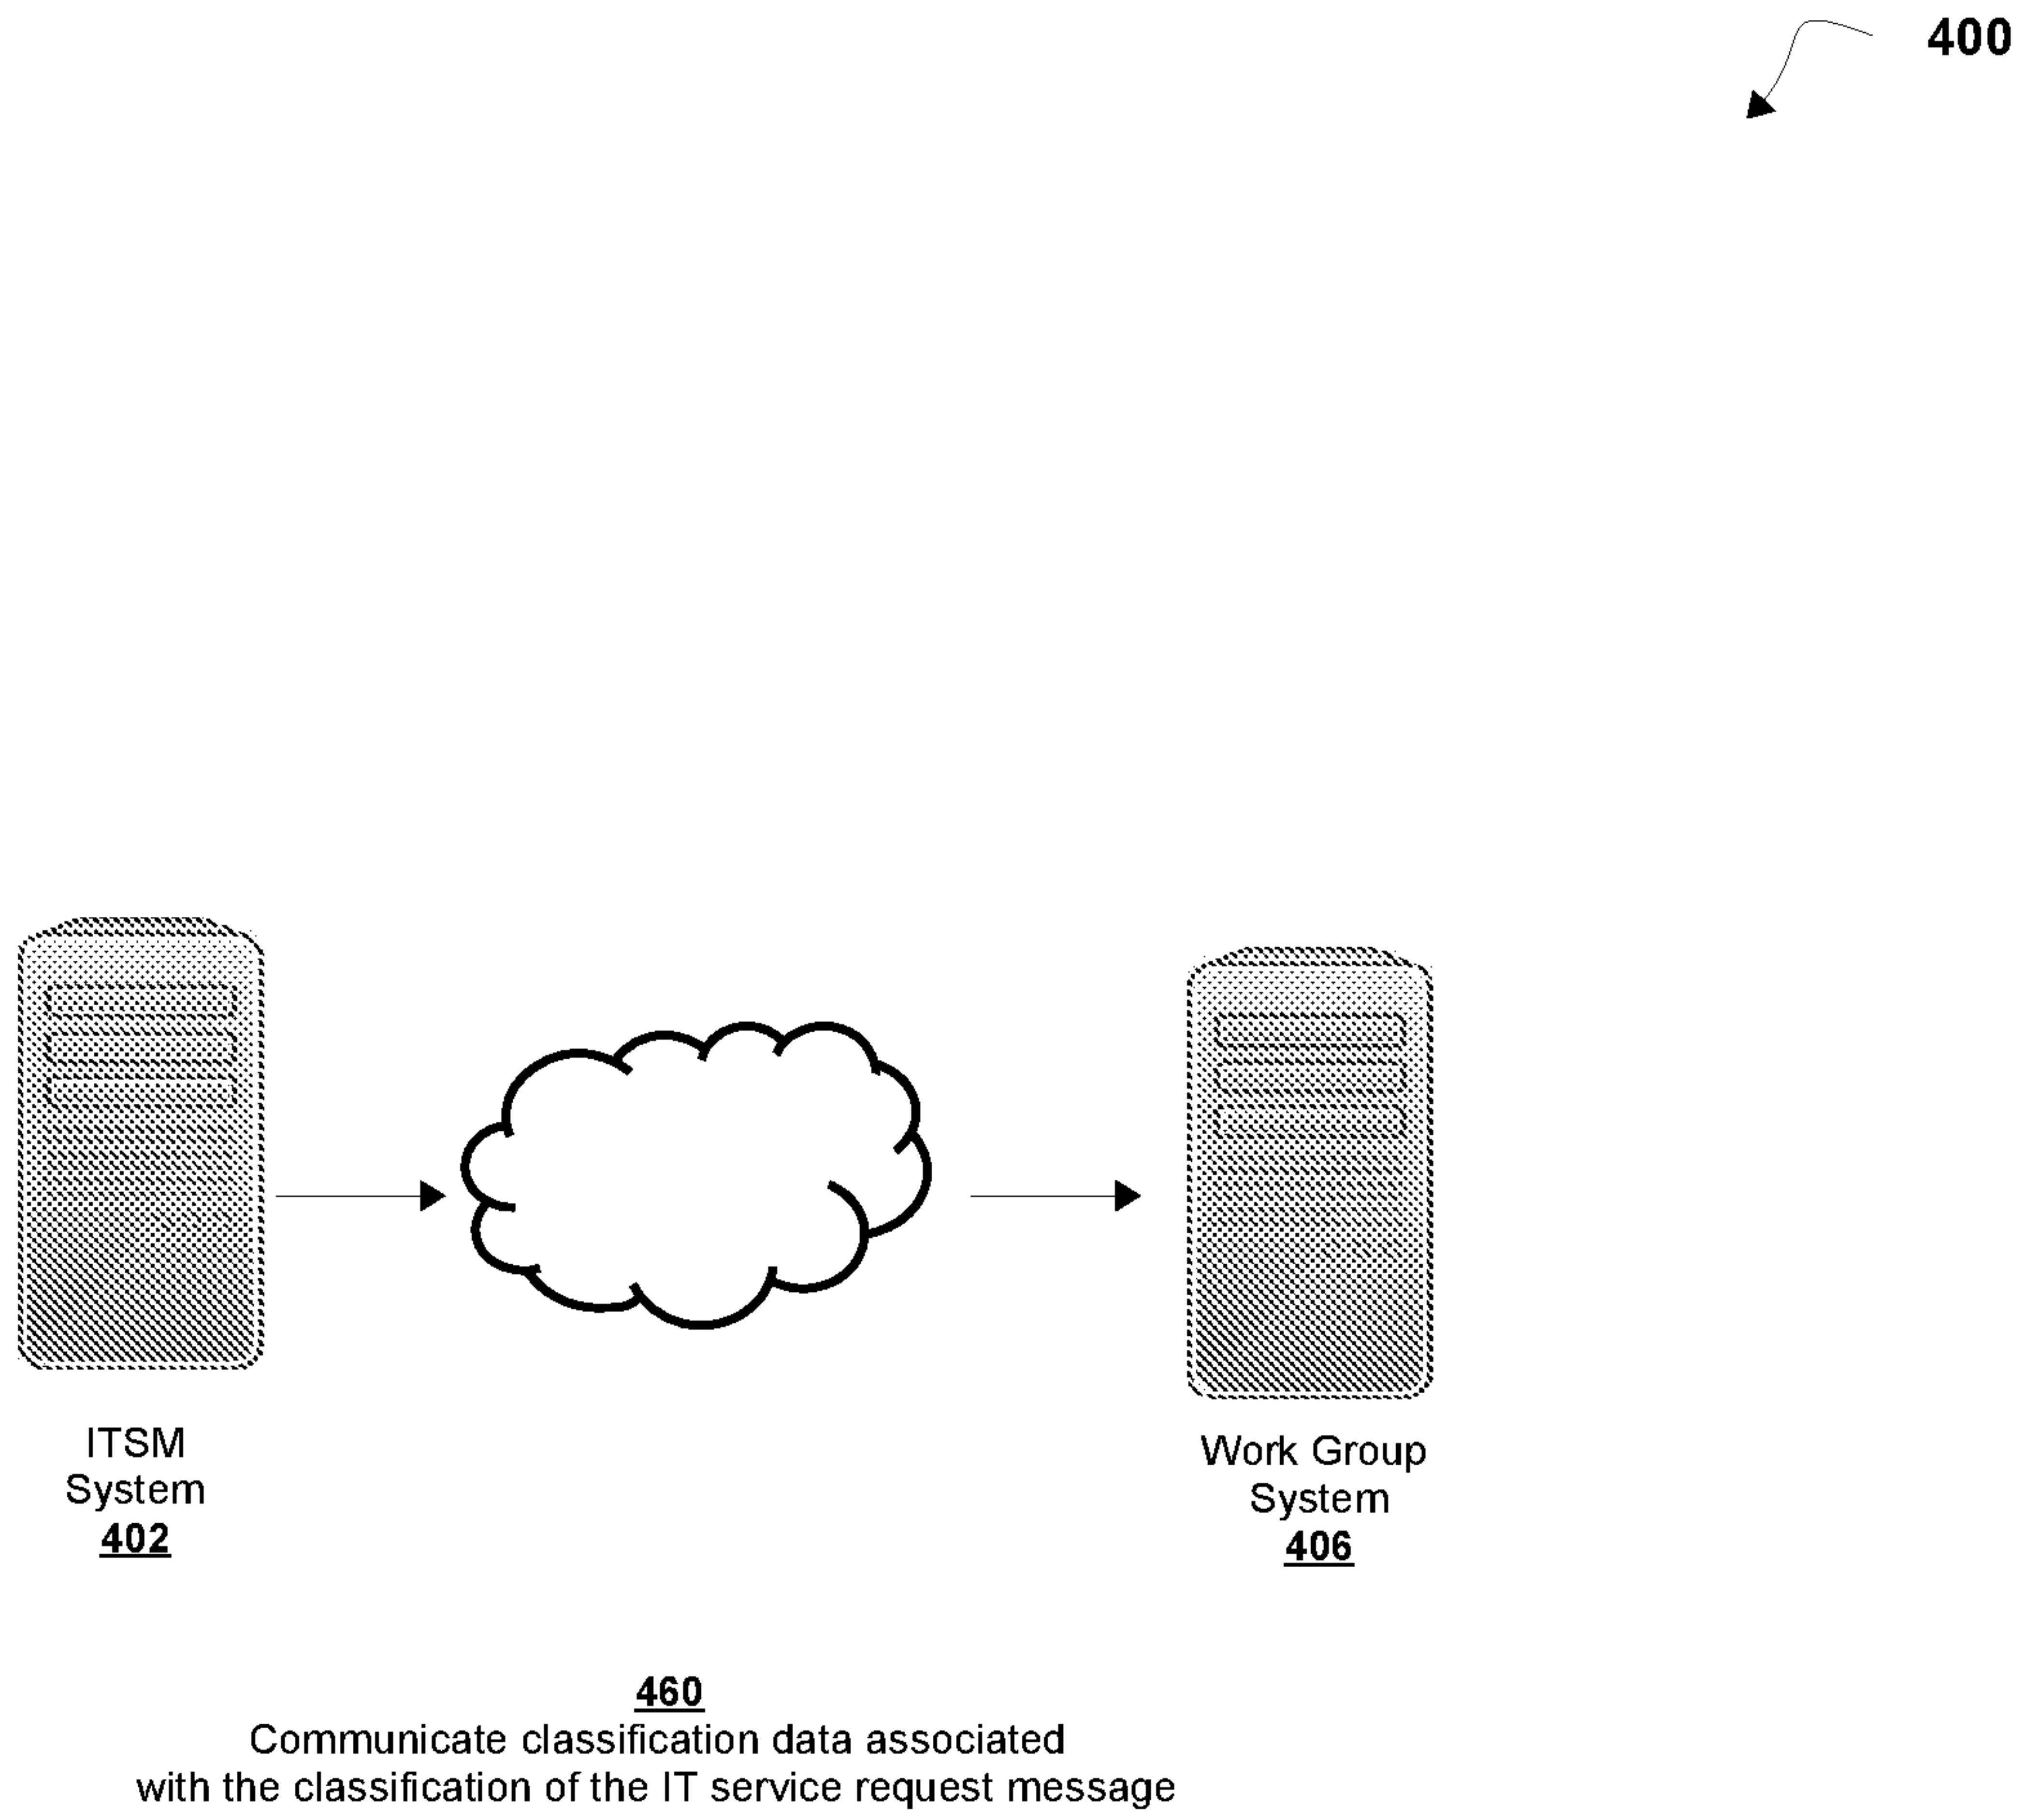 400
ITSM
System
402
Work Group
System
406
460
Communicate classification data associated
with the classification of the IT service request message